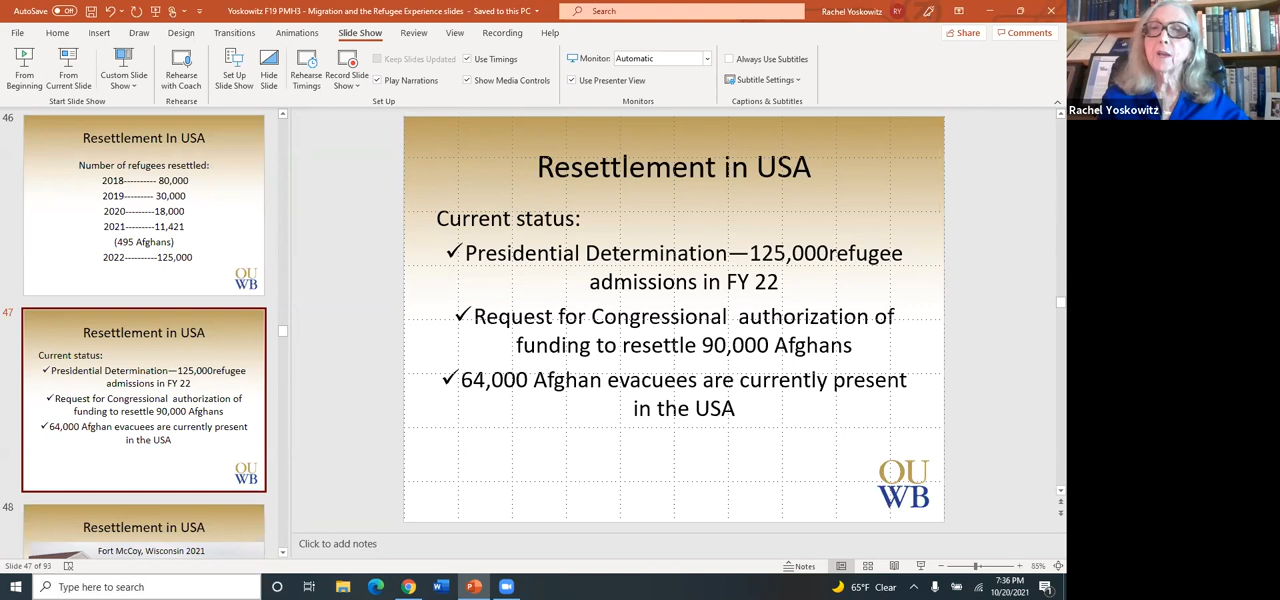 AutoSave Off
Yoskowitz F19 PMH3 - Migration and the Refugee Experience slides - Saved to this PC
Search
Rachel Yoskowitz RY
File Home Insert Draw Design Transitions Animations Slide Show Review View Recording Help
Share Comments
From Beginning
From Current Slide
Custom Slide Show
Start Slide Show
Rehearse with Coach
Rehearse
Set Up Slide Show
Hide Slide
Rehearse Timings
Record Slide Show
Keep Slides Updated
Play Narrations
Use Timings
Show Media Controls
Set Up
Monitor: Automatic
Use Presenter View
Monitors
Always Use Subtitles
Subtitle Settings
Captions & Subtitles
Rachel Yoskowitz
46
Resettlement In USA
Number of refugees resettled:
2018---------- 80,000
2019--------- 30,000
2020---------18,000
2021---------11,421
(495 Afghans)
2022---------125,000
OU
WB
47
Resettlement in USA
Current status:
✓Presidential Determination—125,000refugee
admissions in FY 22
✓Request for Congressional authorization of
funding to resettle 90,000 Afghans
✓64,000 Afghan evacuees are currently present
in the USA
OU
WB
48
Resettlement in USA
Fort McCoy, Wisconsin 2021
Resettlement in USA
Current status:
✓Presidential Determination—125,000refugee
admissions in FY 22
✓Request for Congressional authorization of
funding to resettle 90,000 Afghans
✓64,000 Afghan evacuees are currently present
in the USA
OU
WB
Click to add notes
Slide 47 of 93
Notes
85%
Type here to search
65°F Clear
7:36 PM
10/20/2021